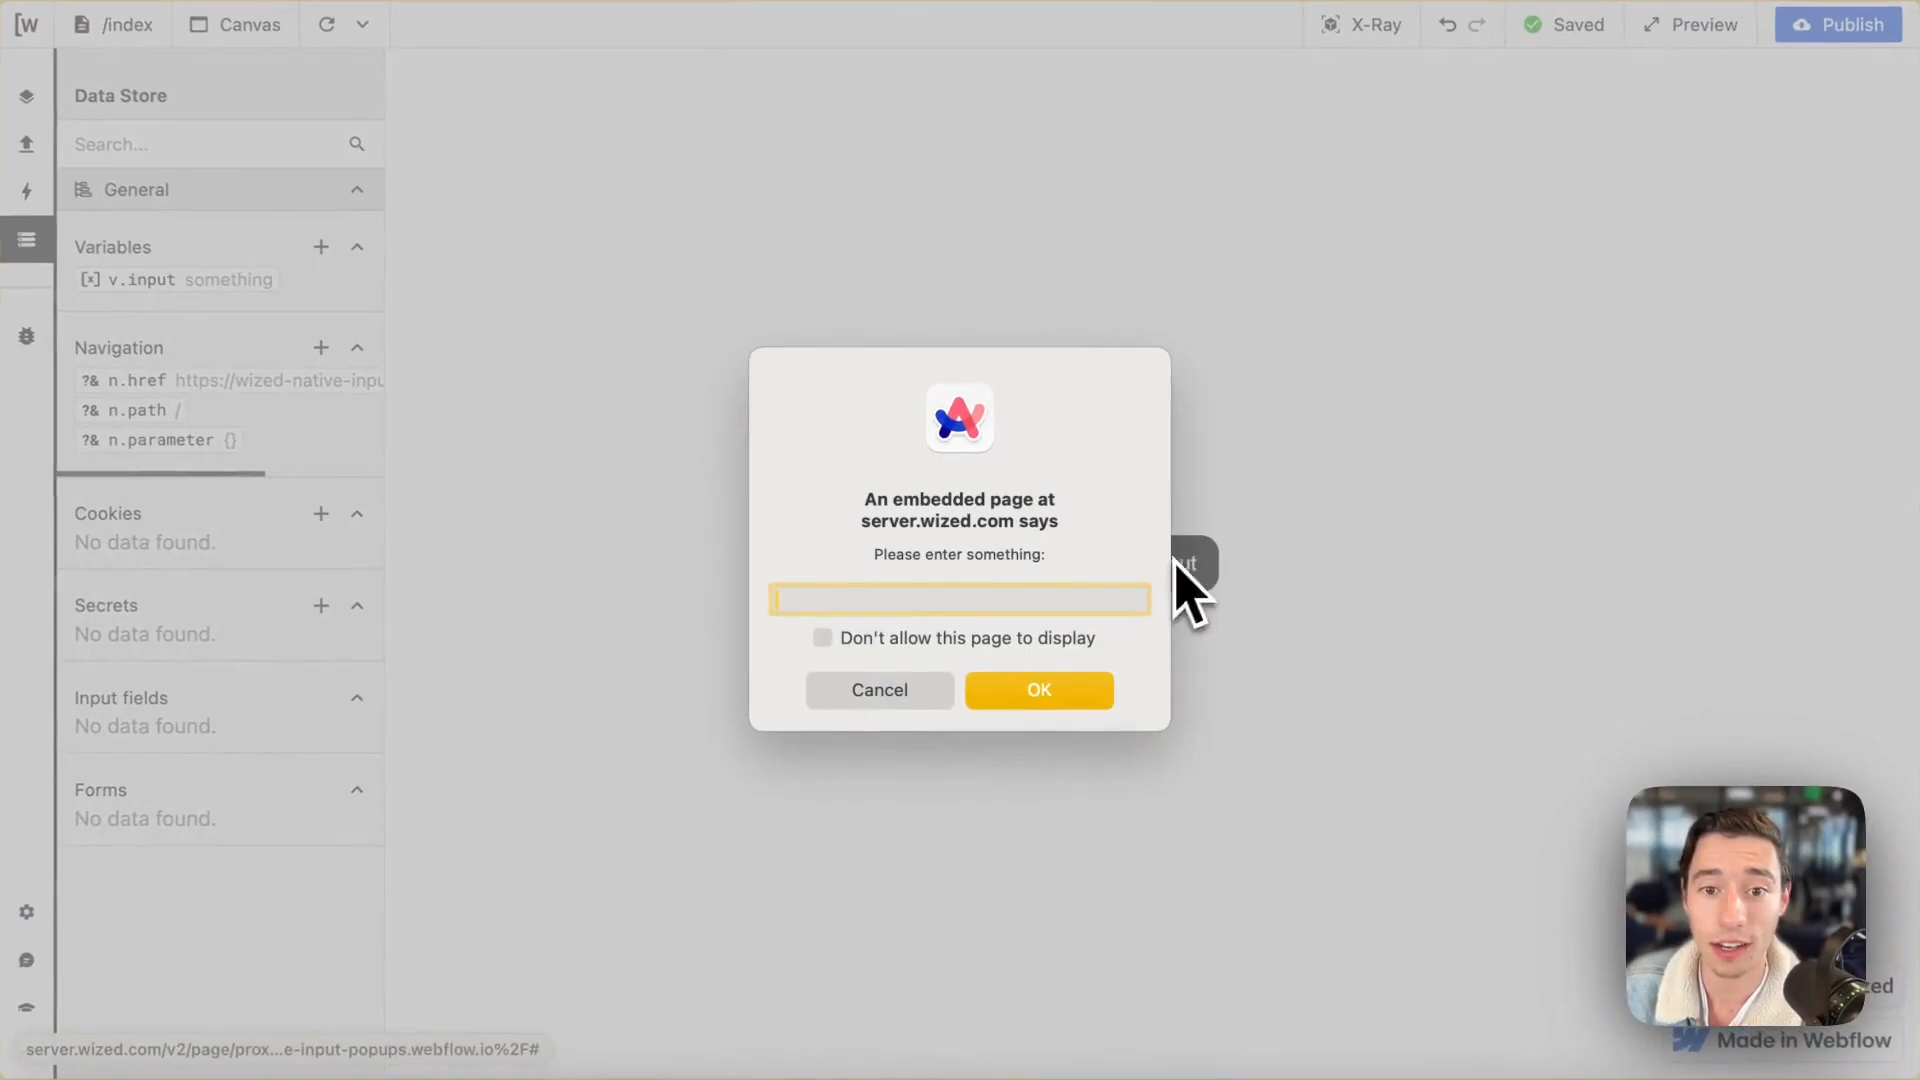 [W
/index
Canvas
X-Ray
Saved
Preview
Publish
Data Store
Search...
General
Variables
[x] v.input something
Navigation
?& n.href https://wized-native-inpu
?& n.path /
?& n.parameter {}
Cookies
No data found.
Secrets
No data found.
Input fields
No data found.
Forms
No data found.
An embedded page at
server.wized.com says
Please enter something:
Don't allow this page to display
Cancel
OK
ut
zed
Made in Webflow
server.wized.com/v2/page/prox...e-input-popups.webflow.io%2F#